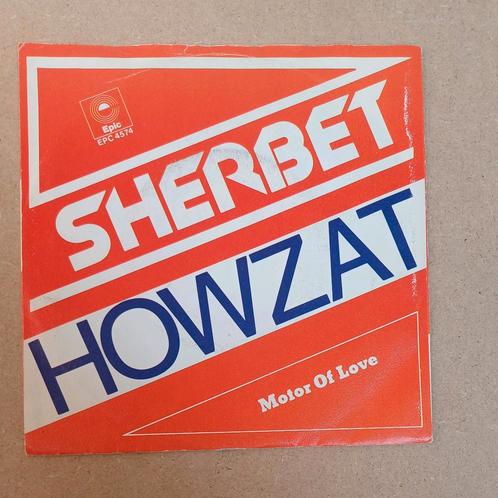 Epic
EPC 4574
SHERBET
HOWZAT
Motor Of Love